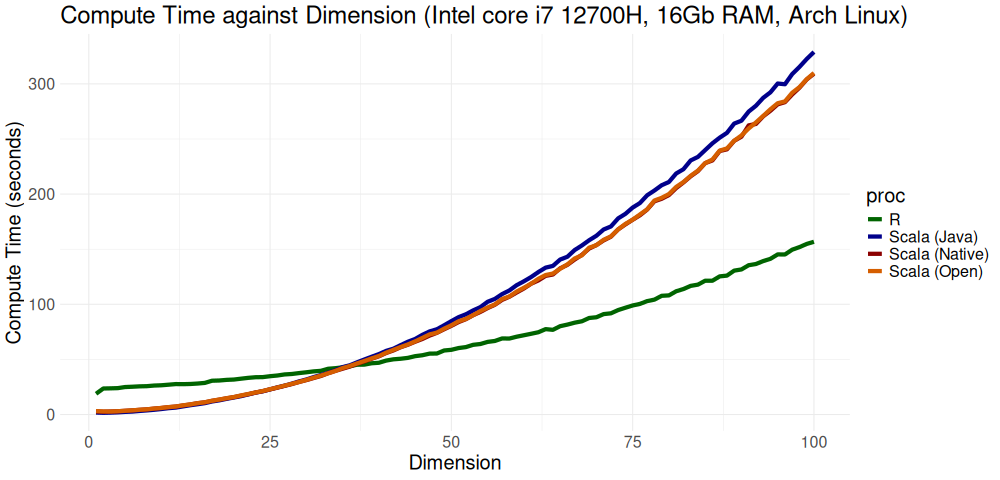 Compute Time against Dimension (Intel core i7 12700H, 16Gb RAM, Arch Linux)
Compute Time (seconds)
300
200
100
0
0 25 50 75 100
Dimension
proc
R
Scala (Java)
Scala (Native)
Scala (Open)